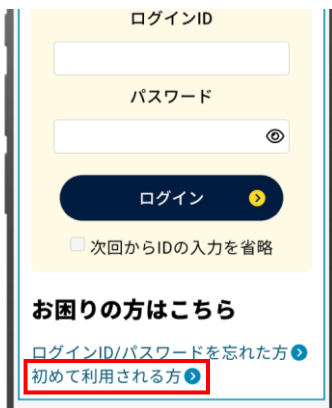 ログインID
パスワード
ログイン
次回からIDの入力を省略
お困りの方はこちら
ログインID/パスワードを忘れた方
初めて利用される方